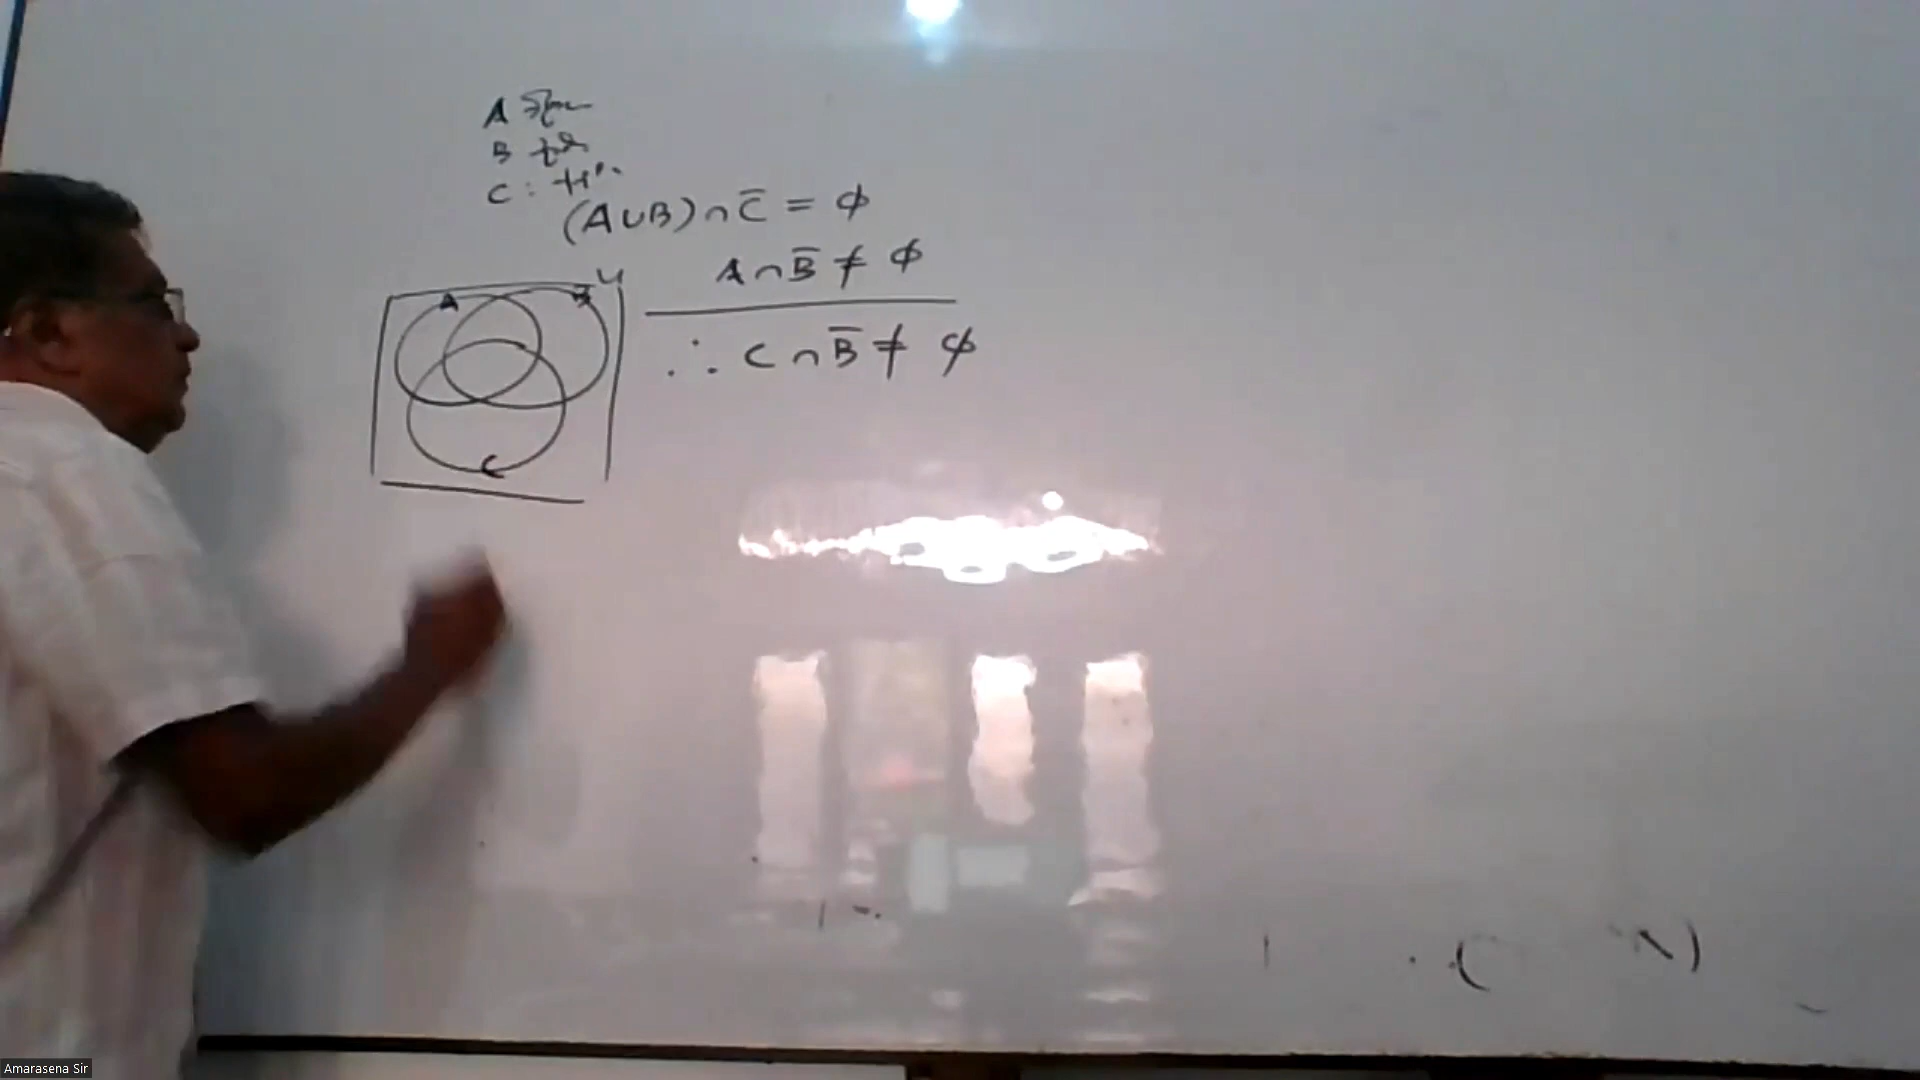 A
B
C :
(A∪B)∩C̅ = ϕ
A∩B̅ ≠ ϕ
∴ C∩B̅ ≠ ϕ
A B U
C
Amarasena Sir